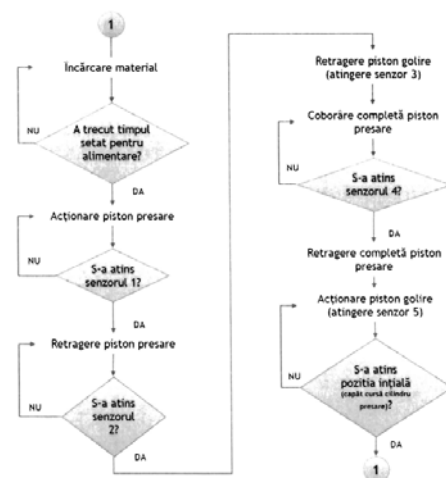 1
Încărcare material
A trecut timpul
setat pentru
alimentare?
NU
DA
Acționare piston presare
S-a atins
senzorul 1?
NU
DA
Retragere piston presare
S-a atins
senzorul
2?
NU
DA
Retragere piston golire
(atingere senzor 3)
Coborâre completă piston
presare
S-a atins
senzorul 4?
NU
DA
Retragere completă piston
presare
Acționare piston golire
(atingere senzor 5)
S-a atins
pozitia inţială
(capăt cursă cilindru
presare)?
NU
DA
1